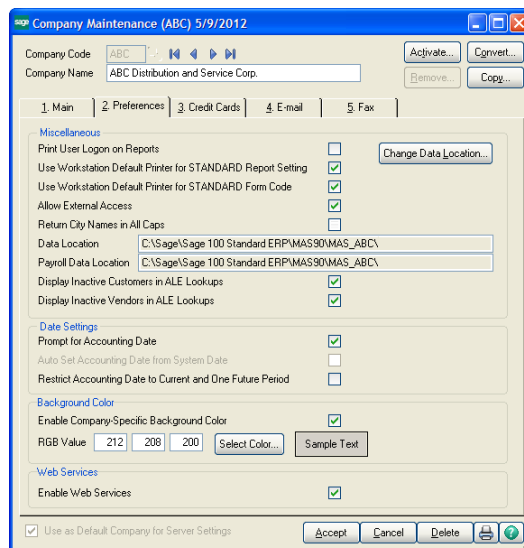 sage Company Maintenance (ABC) 5/9/2012
Company Code ABC
Activate... Convert...
Company Name ABC Distribution and Service Corp.
Remove... Copy...
1. Main 2. Preferences 3. Credit Cards 4. E-mail 5. Fax
Miscellaneous
Print User Logon on Reports
Change Data Location...
Use Workstation Default Printer for STANDARD Report Setting
Use Workstation Default Printer for STANDARD Form Code
Allow External Access
Return City Names in All Caps
Data Location C:\Sage\Sage 100 Standard ERP\MAS90\MAS_ABC\
Payroll Data Location C:\Sage\Sage 100 Standard ERP\MAS90\MAS_ABC\
Display Inactive Customers in ALE Lookups
Display Inactive Vendors in ALE Lookups
Date Settings
Prompt for Accounting Date
Auto Set Accounting Date from System Date
Restrict Accounting Date to Current and One Future Period
Background Color
Enable Company-Specific Background Color
RGB Value 212 208 200 Select Color... Sample Text
Web Services
Enable Web Services
Use as Default Company for Server Settings
Accept Cancel Delete